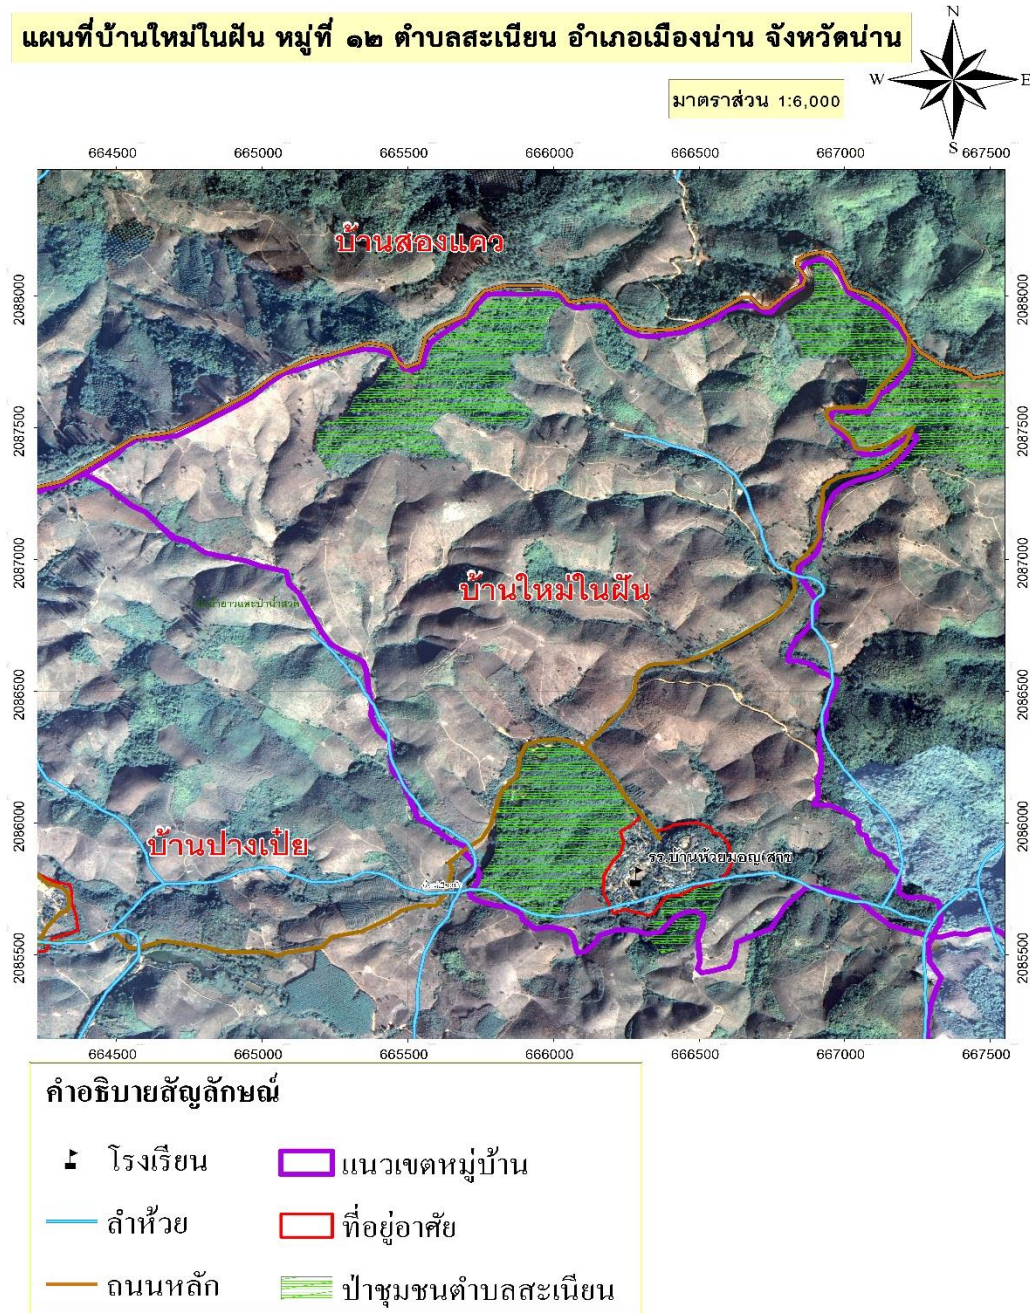 แผนที่บ้านใหม่ในฝัน หมู่ที่ ๑๒ ตำบลสะเนียน อำเภอเมืองน่าน จังหวัดน่าน
N
W
E
S
มาตราส่วน 1:6,000
664500 665000 665500 666000 666500 667000 667500
บ้านสองแคว
2088000 2088000
2087500 2087500
2087000 2087000
บ้านใหม่ในฝัน
2086500 2086500
2086000 2086000
บ้านปางเป๋ย
รร.บ้านห้วยมอญ(สาข
2085500 2085500
664500 665000 665500 666000 666500 667000 667500
คำอธิบายสัญลักษณ์
โรงเรียน
แนวเขตหมู่บ้าน
ลำห้วย
ที่อยู่อาศัย
ถนนหลัก
ป่าชุมชนตำบลสะเนียน